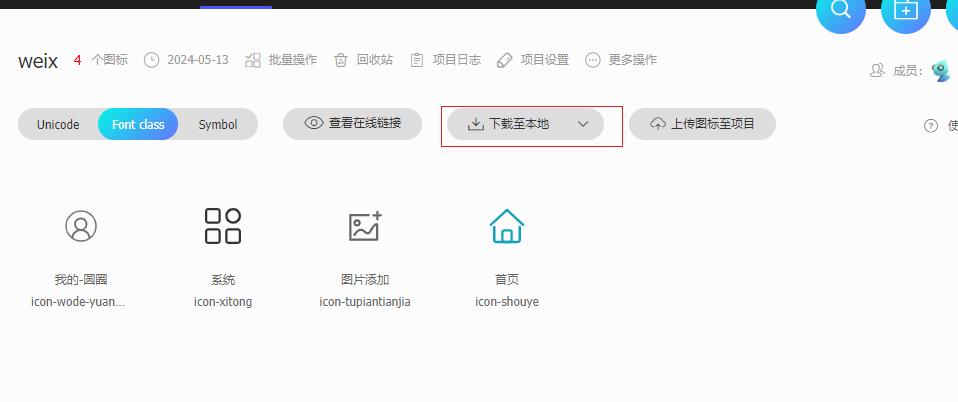 weix 4 个图标 2024-05-13 批量操作 回收站 项目日志 项目设置 更多操作
成员：
Unicode Font class Symbol 查看在线链接 下载至本地 上传图标至项目
使
我的-圆圈 系统 图片添加 首页
icon-wode-yuan... icon-xitong icon-tupiantianjia icon-shouye